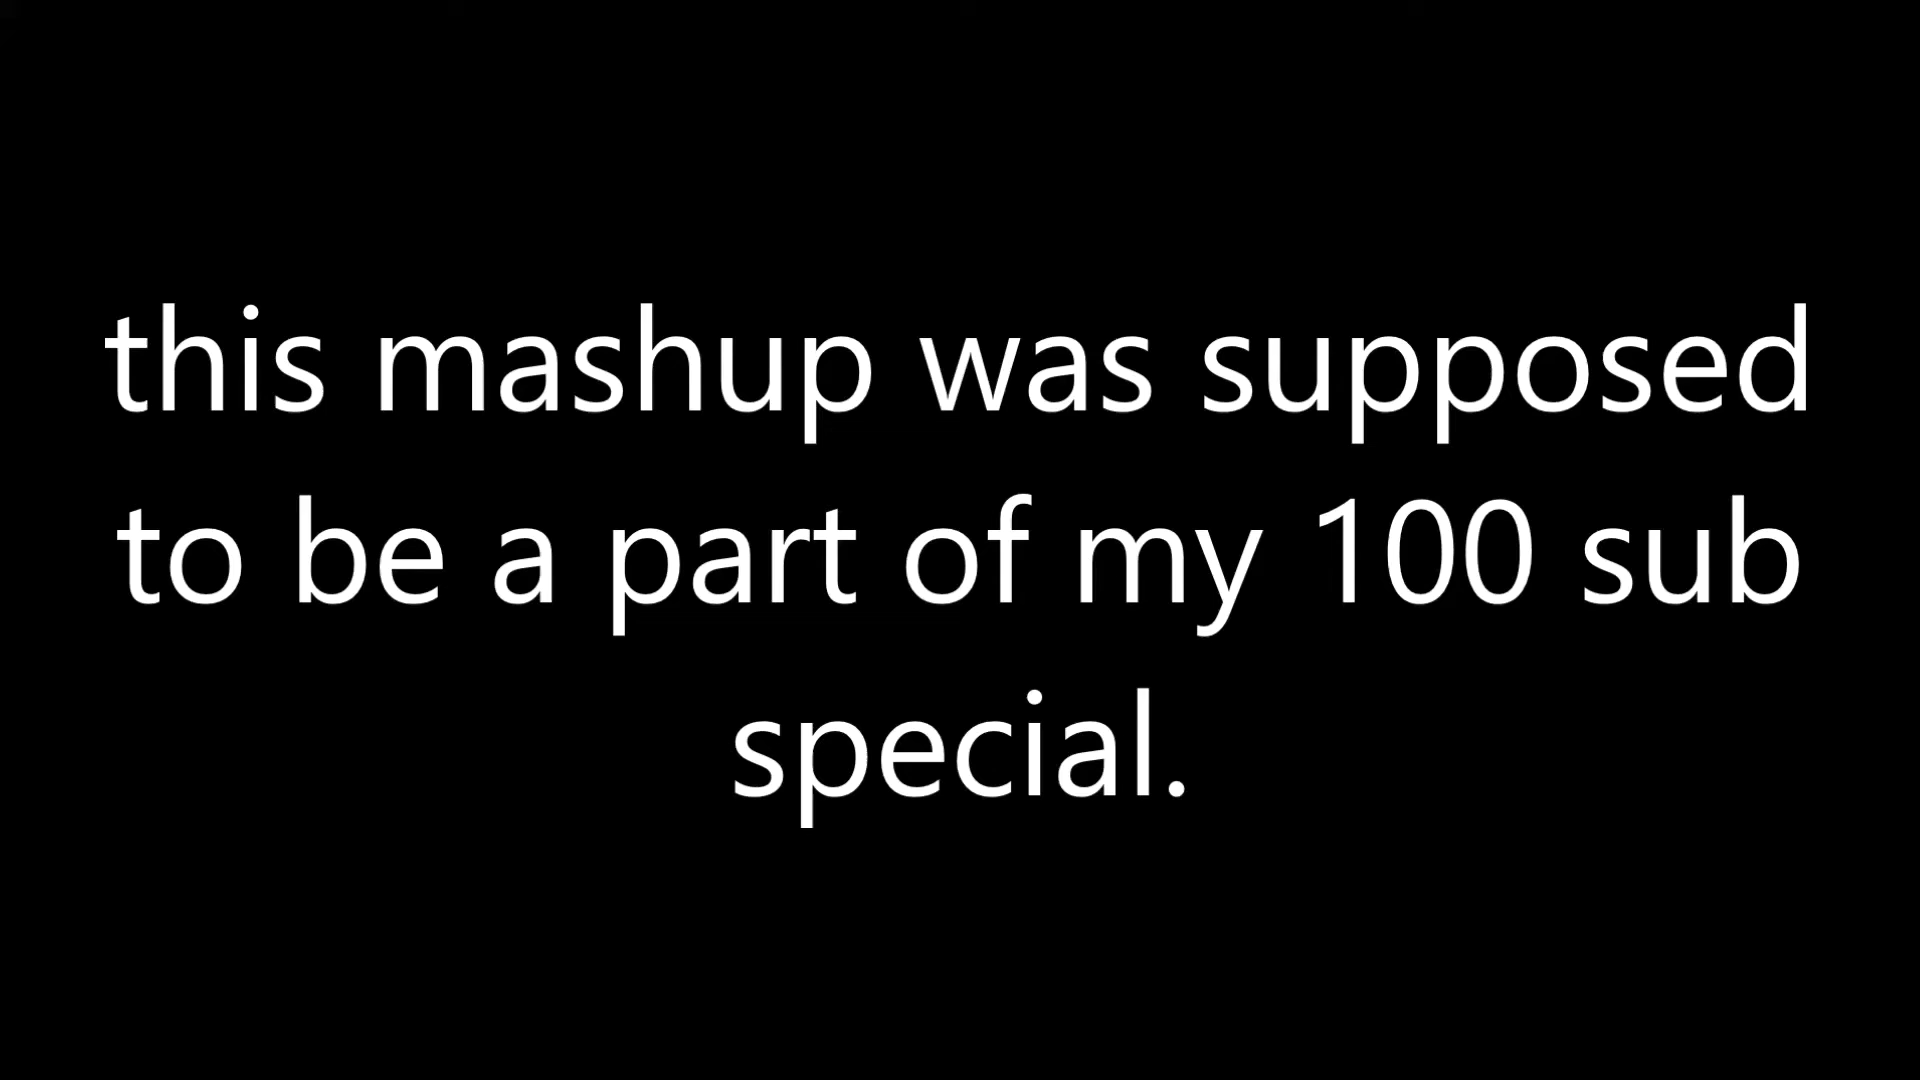 this mashup was supposed
to be a part of my 100 sub
special.